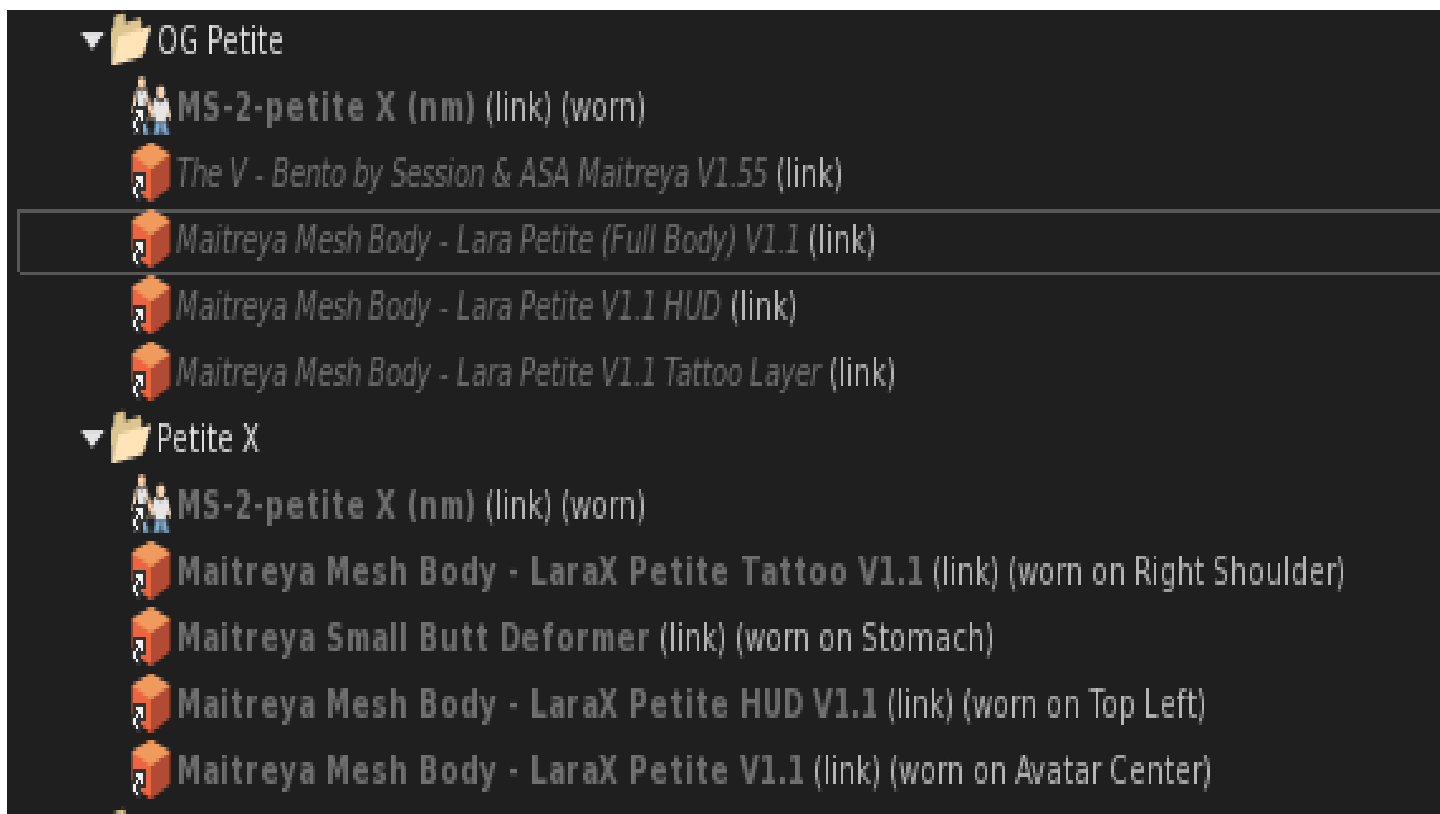 OG Petite
MS-2-petite X (nm) (link) (worn)
The V - Bento by Session & ASA Maitreya V1.55 (link)
Maitreya Mesh Body - Lara Petite (Full Body) V1.1 (link)
Maitreya Mesh Body - Lara Petite V1.1 HUD (link)
Maitreya Mesh Body - Lara Petite V1.1 Tattoo Layer (link)
Petite X
MS-2-petite X (nm) (link) (worn)
Maitreya Mesh Body - LaraX Petite Tattoo V1.1 (link) (worn on Right Shoulder)
Maitreya Small Butt Deformer (link) (worn on Stomach)
Maitreya Mesh Body - LaraX Petite HUD V1.1 (link) (worn on Top Left)
Maitreya Mesh Body - LaraX Petite V1.1 (link) (worn on Avatar Center)